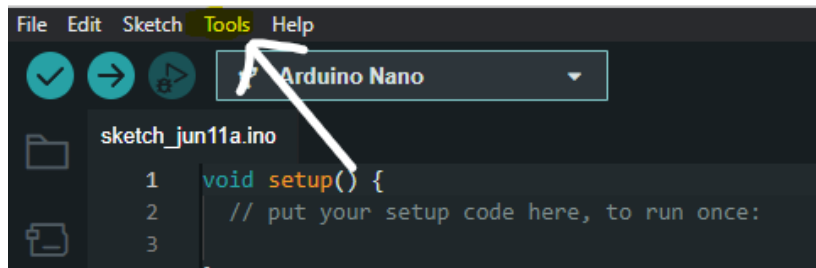 File Edit Sketch Tools Help
Arduino Nano
sketch_jun11a.ino
1 void setup() {
2 // put your setup code here, to run once:
3